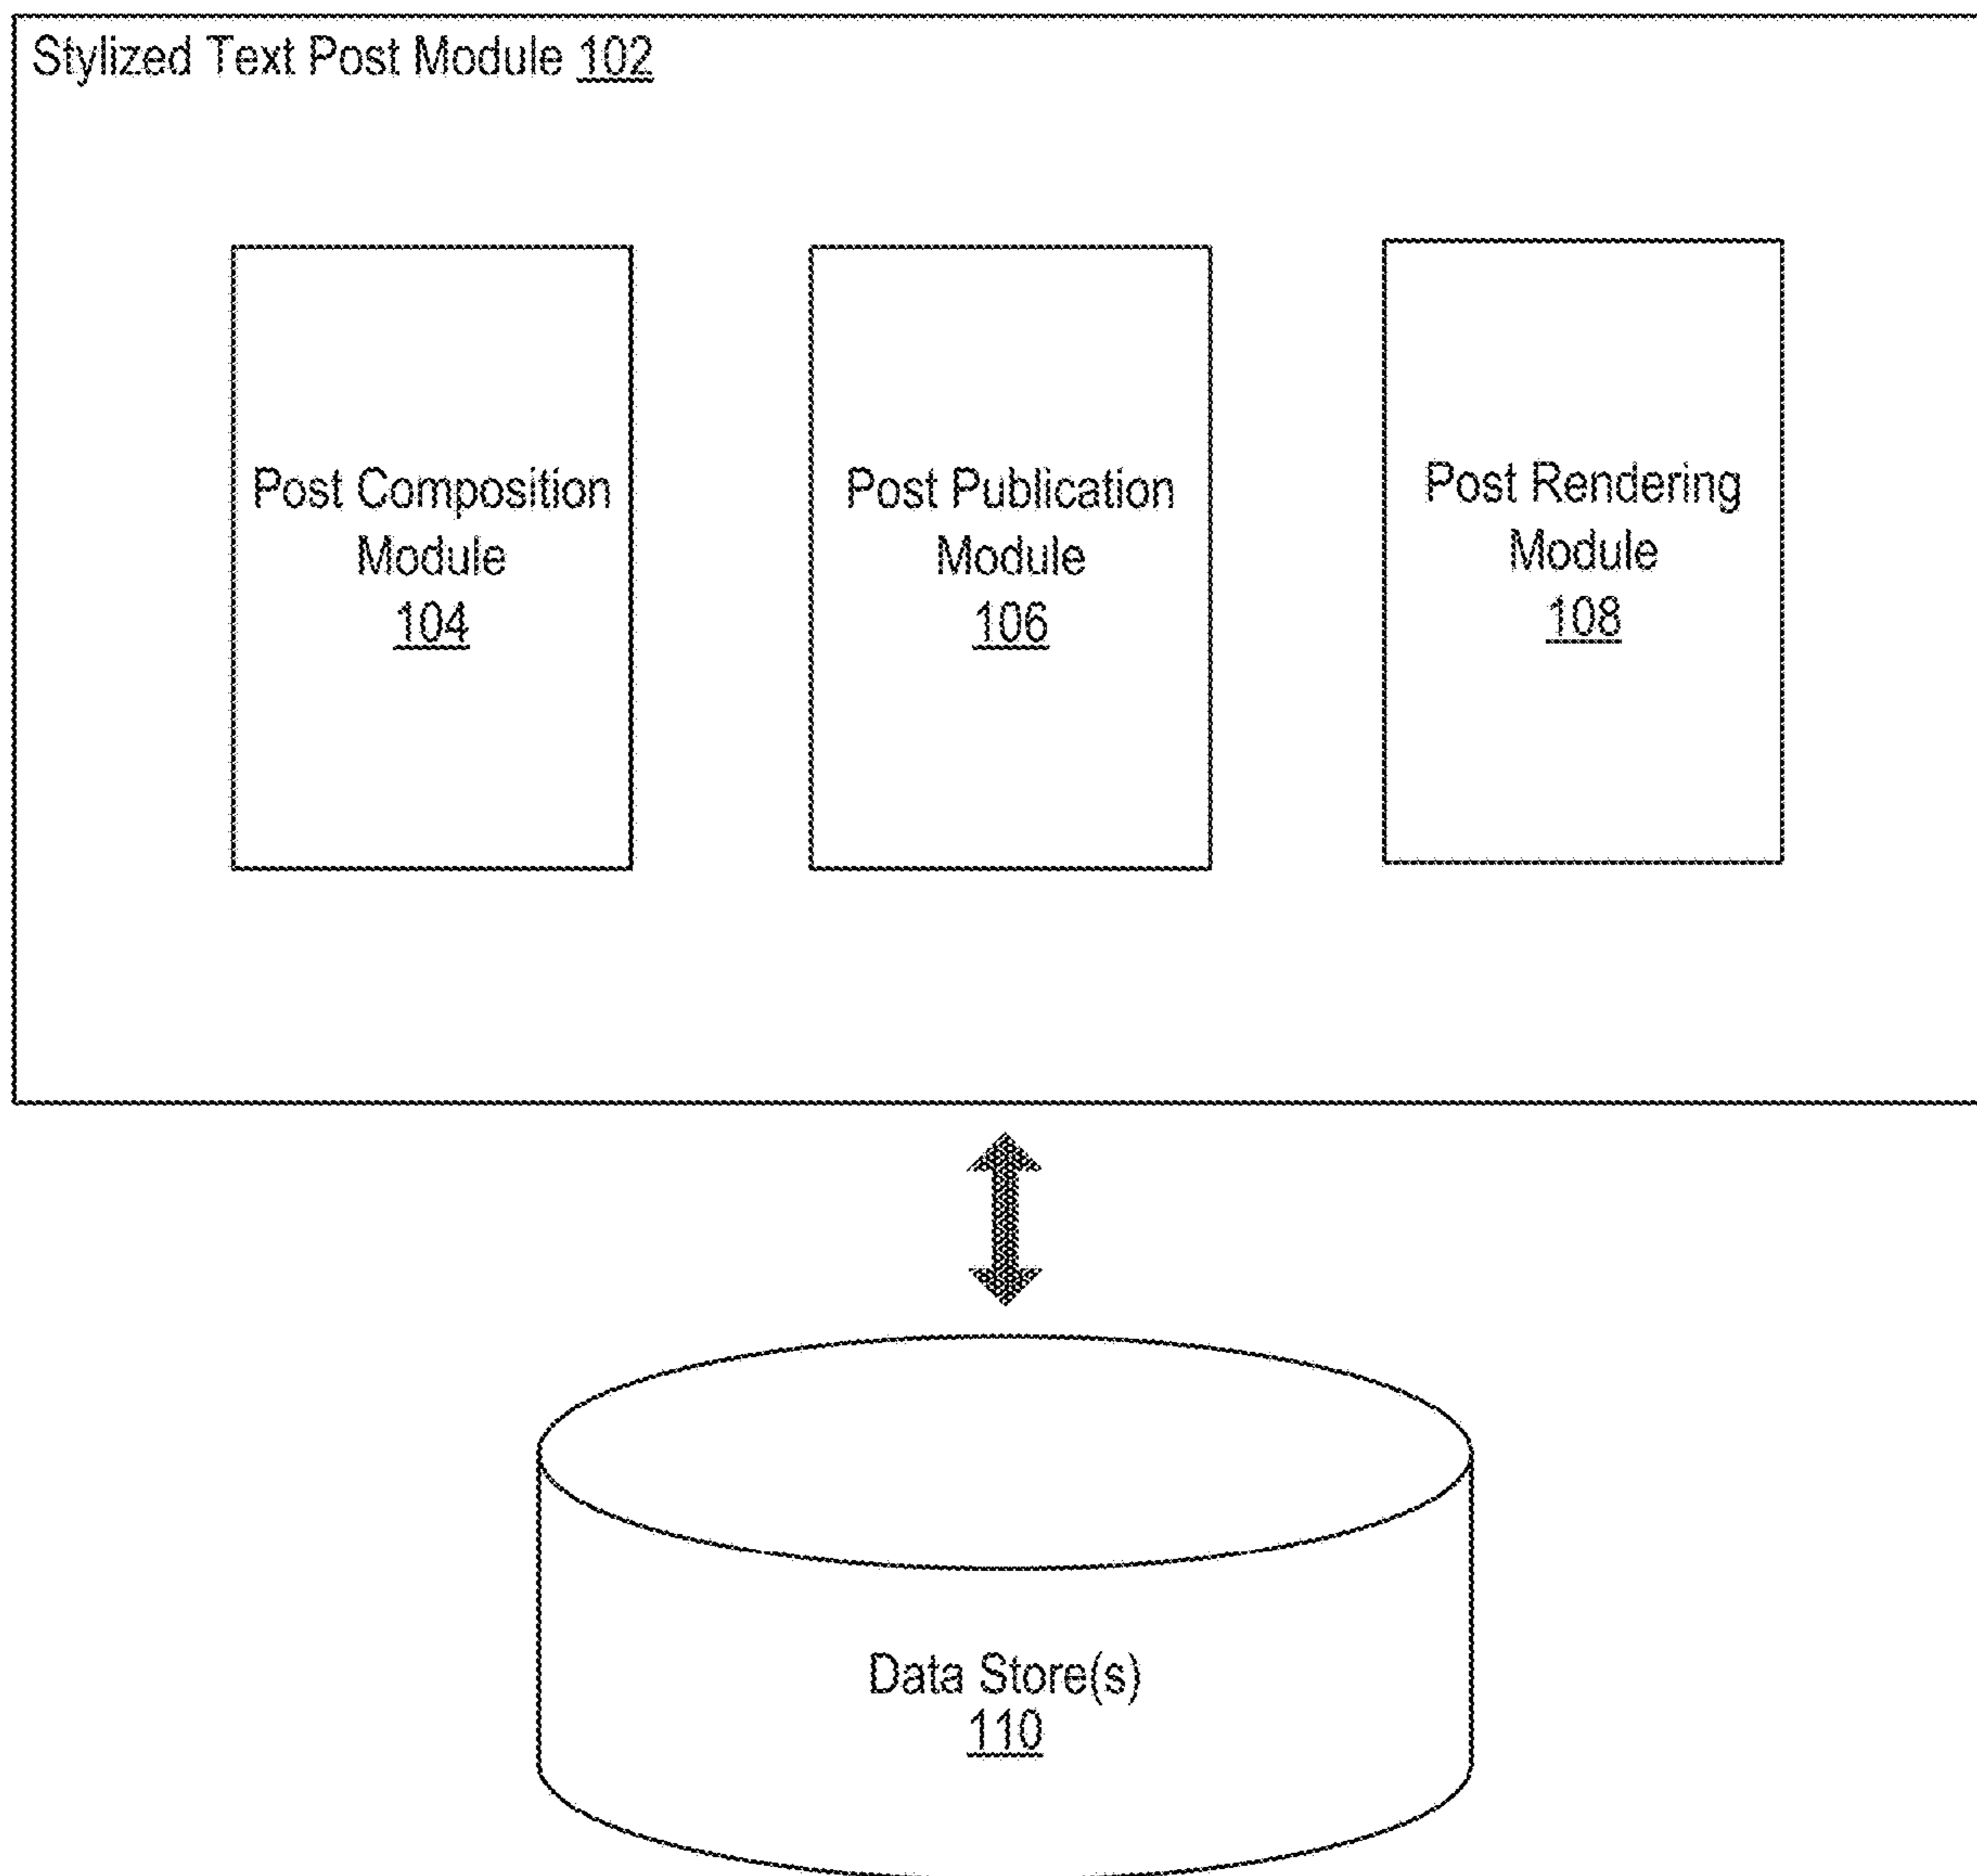 Stylized Text Post Module 102
Post Composition
Module
104
Post Publication
Module
106
Post Rendering
Module
108
Data Store(s)
110